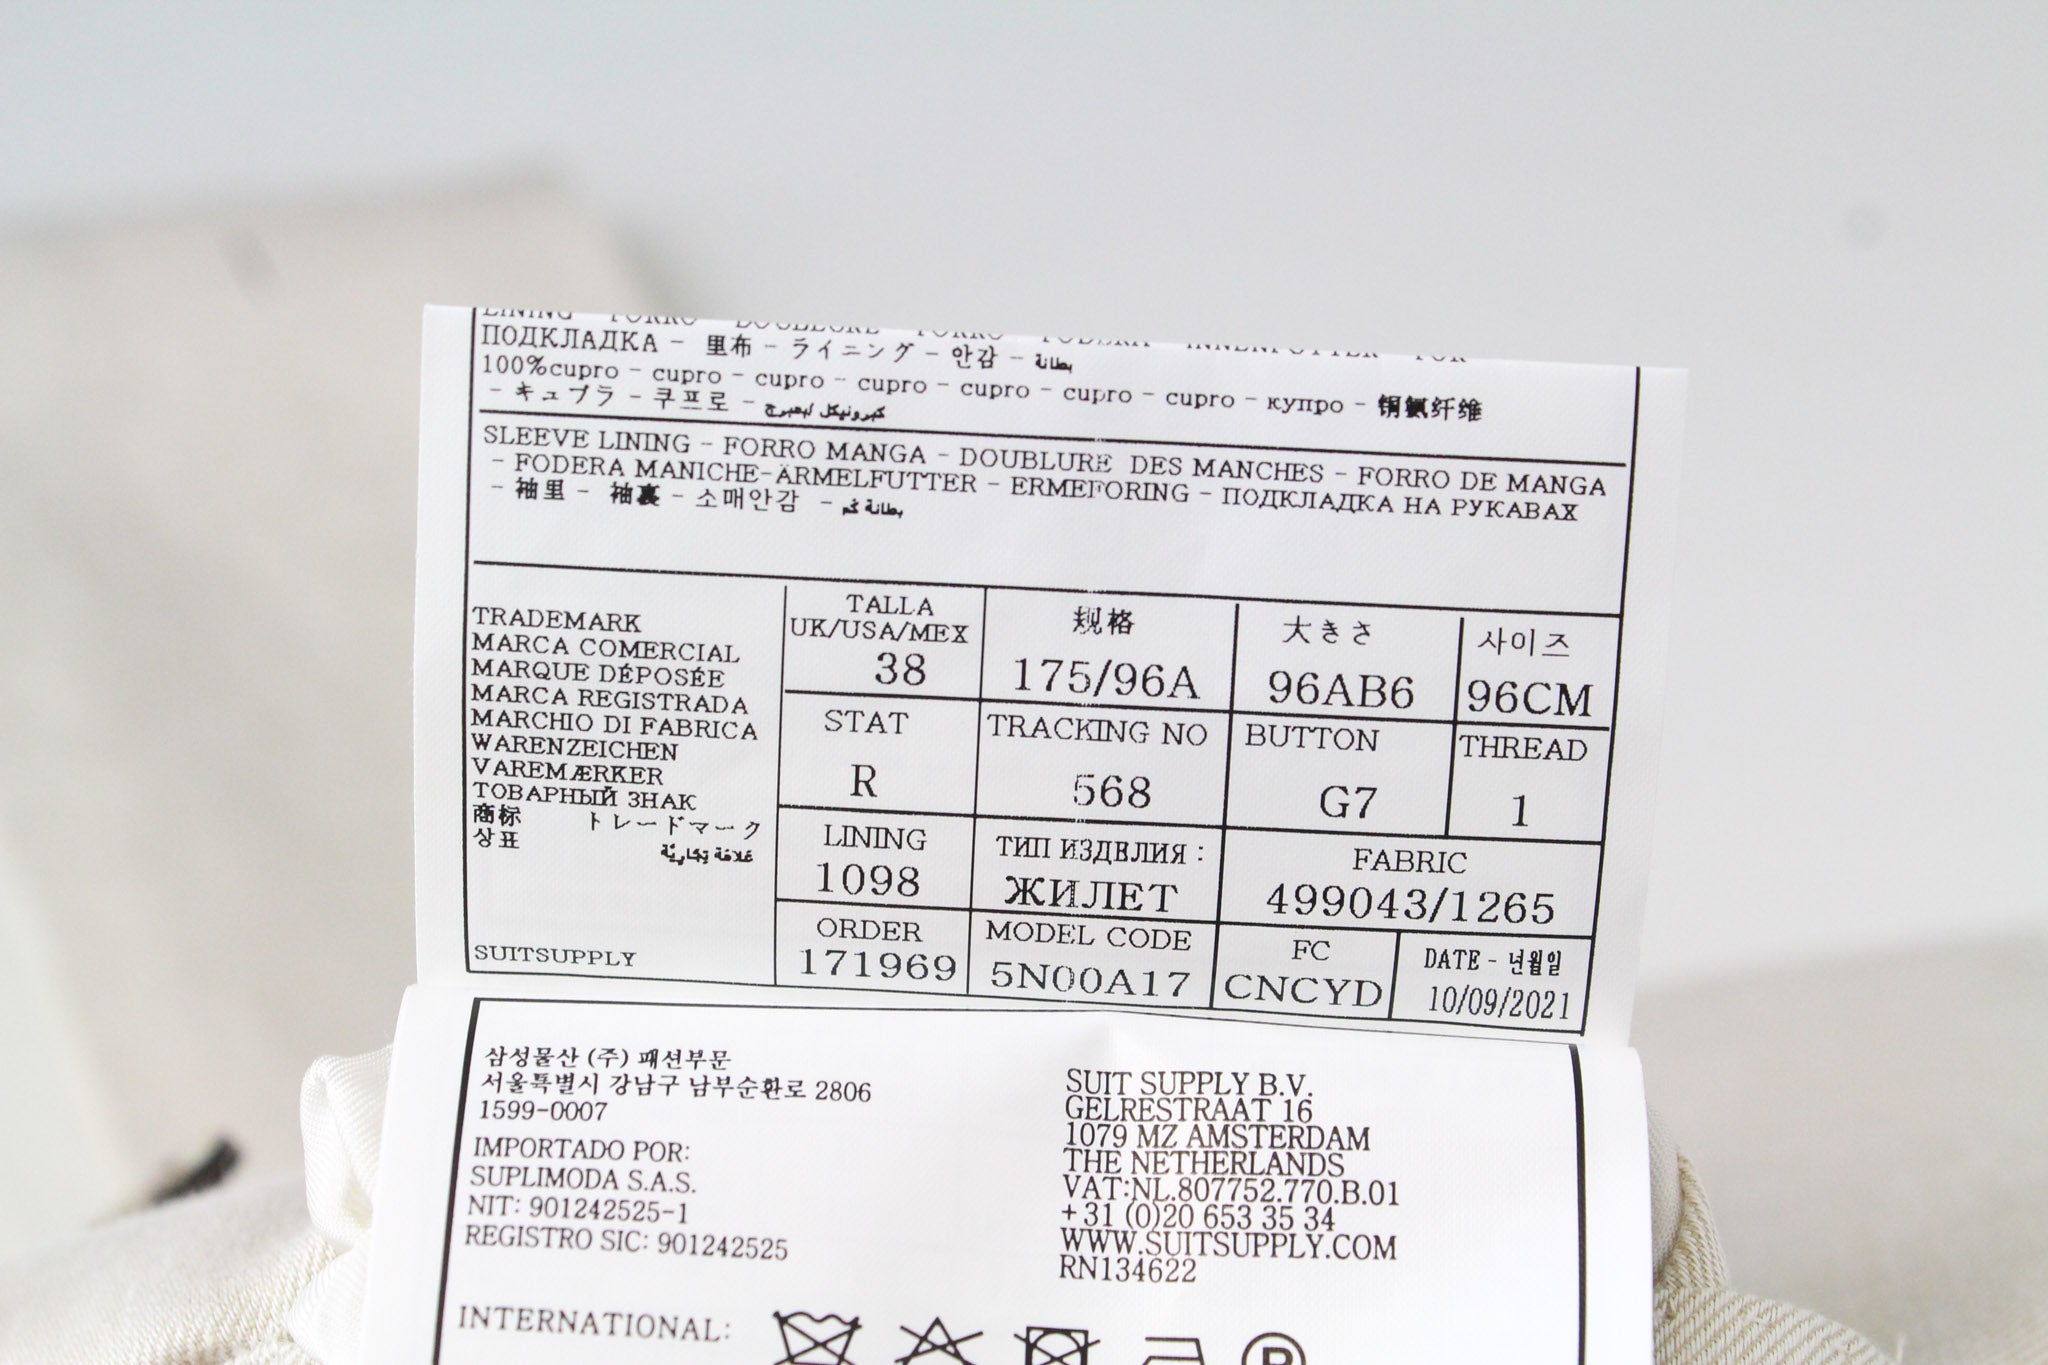 LINING - FORRO - DOUBLURE - FORRO - FODERA - INNENFUTTER - FOR
ПОДКЛАДКА - 里布 - ライニング - 안감 - بطانة
100%cupro - cupro - cupro - cupro - cupro - cupro - cupro - купро - 铜氨纤维
- キュプラ - 쿠프로 -
SLEEVE LINING - FORRO MANGA - DOUBLURE DES MANCHES - FORRO DE MANGA
- FODERA MANICHE-ÄRMELFUTTER - ERMEFORING - ПОДКЛАДКА НА РУКАВАХ
- 袖里 - 袖裏 - 소매안감 - بطانة كم
TRADEMARK
MARCA COMERCIAL
MARQUE DÉPOSÉE
MARCA REGISTRADA
MARCHIO DI FABRICA
WARENZEICHEN
VAREMÆRKER
ТОВАРНЫЙ ЗНАК
商标 トレードマーク
상표 علامة تجارية
SUITSUPPLY
TALLA
UK/USA/MEX
38
规格
175/96A
大きさ
96AB6
사이즈
96CM
STAT
R
TRACKING NO
568
BUTTON
G7
THREAD
1
LINING
1098
ТИП ИЗДЕЛИЯ :
ЖИЛЕТ
FABRIC
499043/1265
ORDER
171969
MODEL CODE
5N00A17
FC
CNCYD
DATE - 년월일
10/09/2021
삼성물산 (주) 패션부문
서울특별시 강남구 남부순환로 2806
1599-0007
IMPORTADO POR:
SUPLIMODA S.A.S.
NIT: 901242525-1
REGISTRO SIC: 901242525
SUIT SUPPLY B.V.
GELRESTRAAT 16
1079 MZ AMSTERDAM
THE NETHERLANDS
VAT:NL.807752.770.B.01
+31 (0)20 653 35 34
WWW.SUITSUPPLY.COM
RN134622
INTERNATIONAL:
P